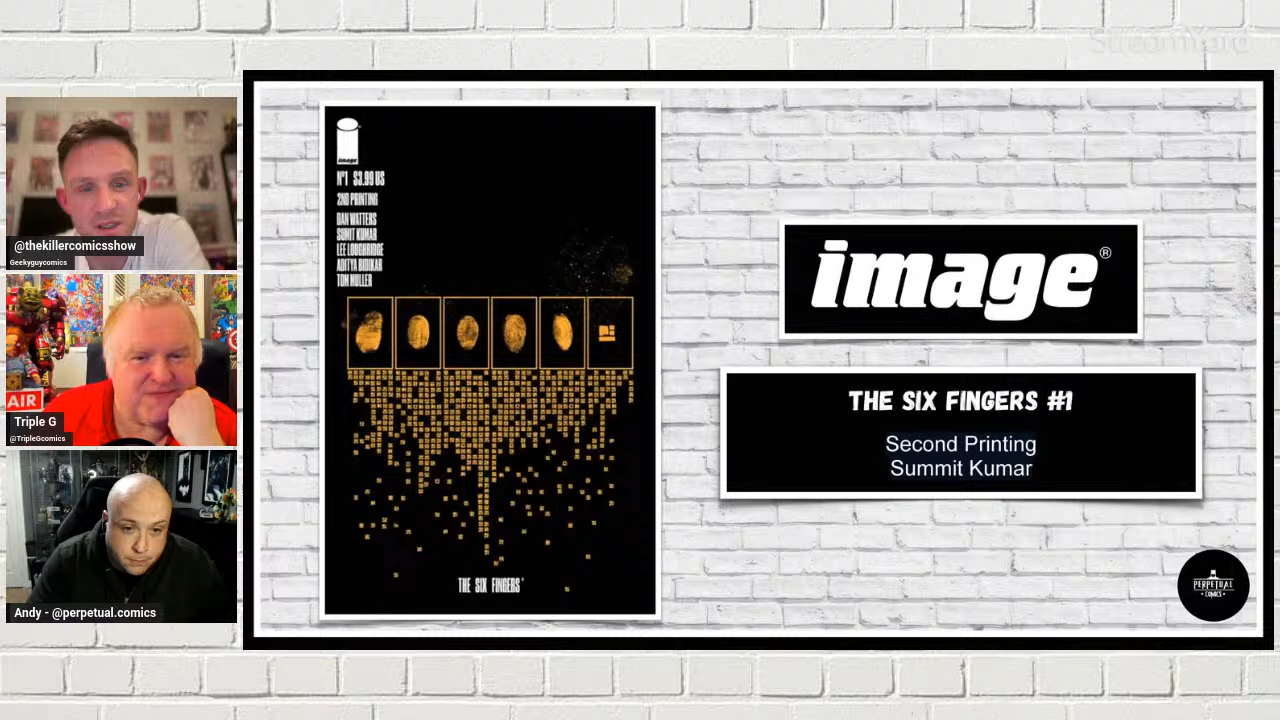 StreamYard
@thekillercomicsshow
Geekyguycomics
AIR
Triple G
@TripleGcomics
Andy - @perpetual.comics
image
Nº1 $3.99 US
2ND PRINTING
DAN WATTERS
SUMIT KUMAR
LEE LOUGHRIDGE
ADITYA BIDIKAR
TOM MULLER
THE SIX FINGERS
image®
THE SIX FINGERS #1
Second Printing
Summit Kumar
PERPETUAL
COMICS